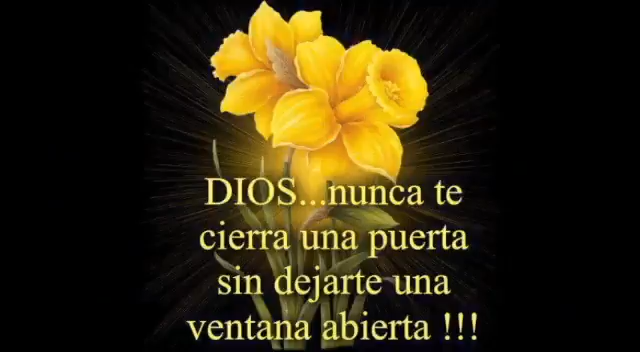 DIOS...nunca te
cierra una puerta
sin dejarte una
ventana abierta !!!